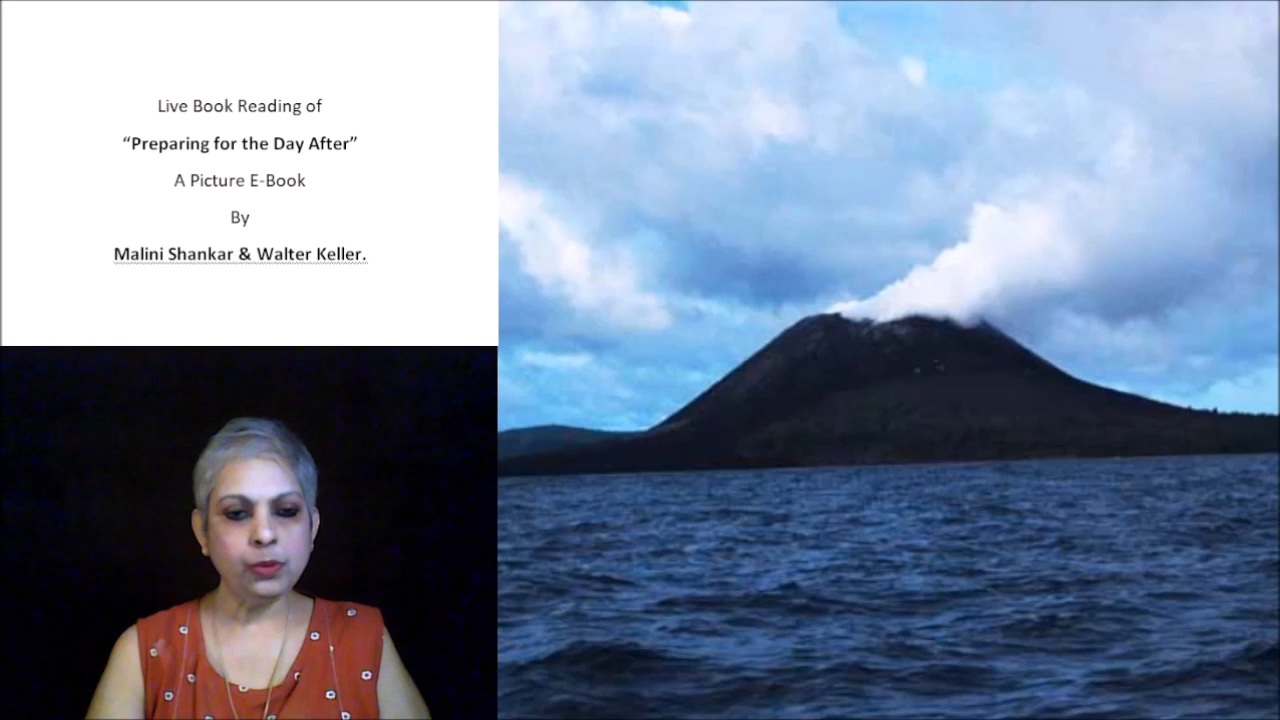 Live Book Reading of
“Preparing for the Day After”
A Picture E-Book
By
Malini Shankar & Walter Keller.